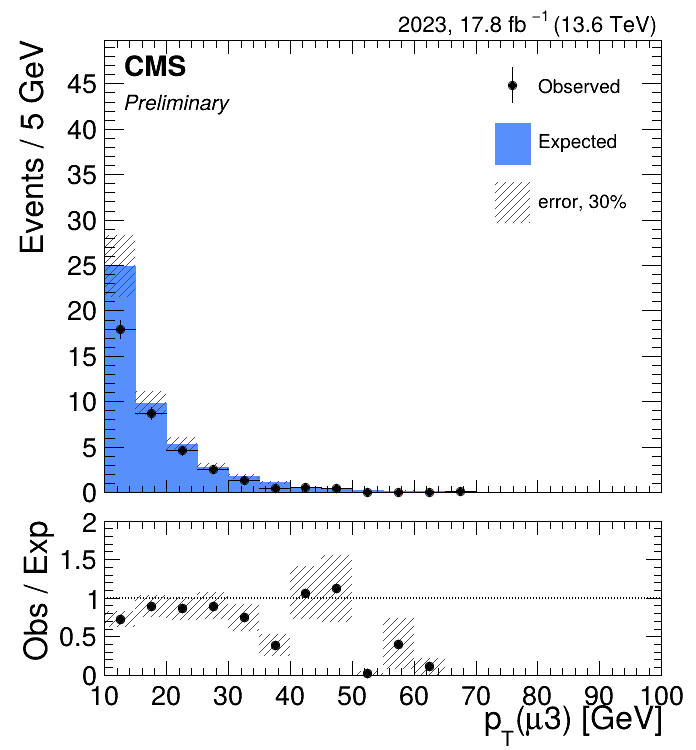 2023, 17.8 fb⁻¹ (13.6 TeV)
CMS
Preliminary
Observed
Expected
error, 30%
Events / 5 GeV
45
40
35
30
25
20
15
10
5
0
Obs / Exp
2
1.5
1
0.5
0
10 20 30 40 50 60 70 80 90 100
p_T(μ3) [GeV]